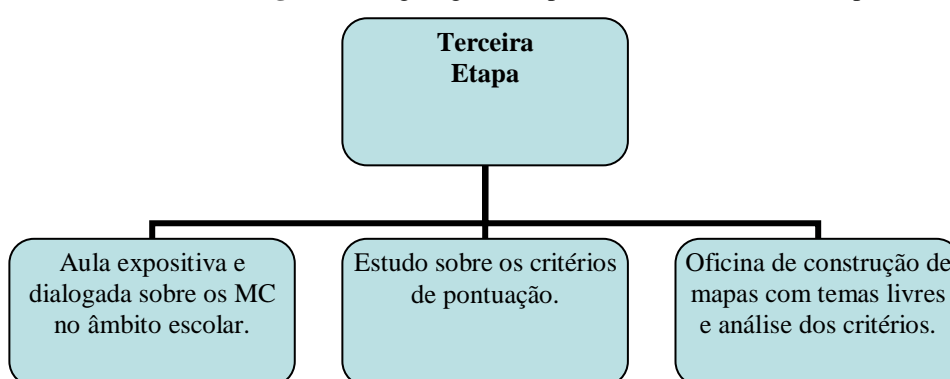 Terceira
Etapa
Aula expositiva e
dialogada sobre os MC
no âmbito escolar.
Estudo sobre os critérios
de pontuação.
Oficina de construção de
mapas com temas livres
e análise dos critérios.